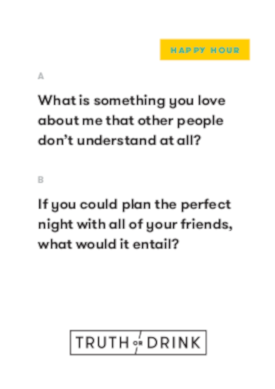 HAPPY HOUR
A
What is something you love
about me that other people
don't understand at all?
B
If you could plan the perfect
night with all of your friends,
what would it entail?
TRUTH OR DRINK